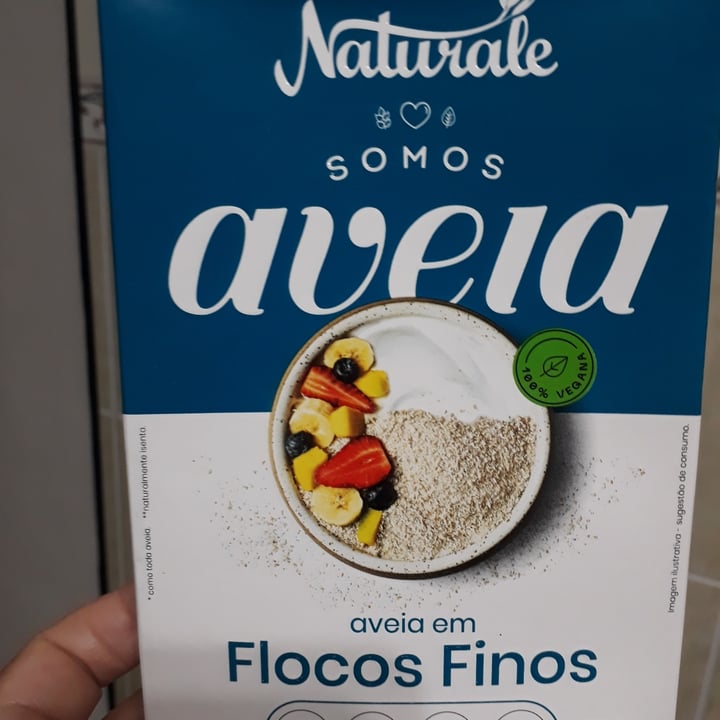 Naturale
SOMOS
aveia
100% VEGANA
* como toda aveia. **naturalmente isenta.
Imagem ilustrativa - sugestão de consumo.
aveia em
Flocos Finos